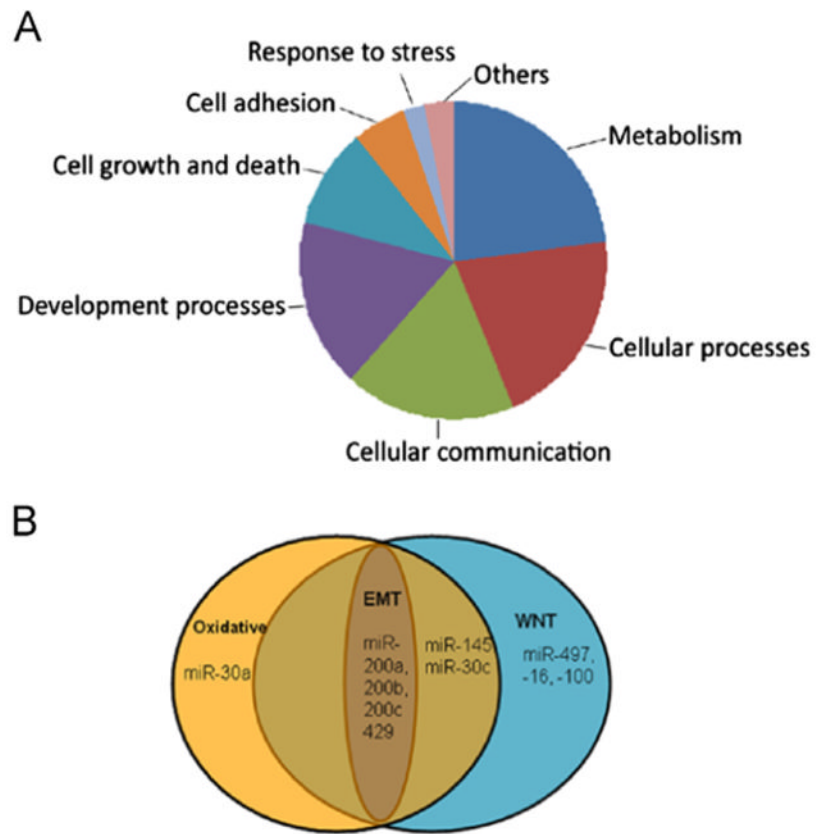 A
Response to stress
Others
Cell adhesion
Metabolism
Cell growth and death
Development processes
Cellular processes
Cellular communication
B
EMT
Oxidative
WNT
miR-30a
miR-
200a,
200b,
200c
429
miR-145
miR-30c
miR-497,
-16, -100